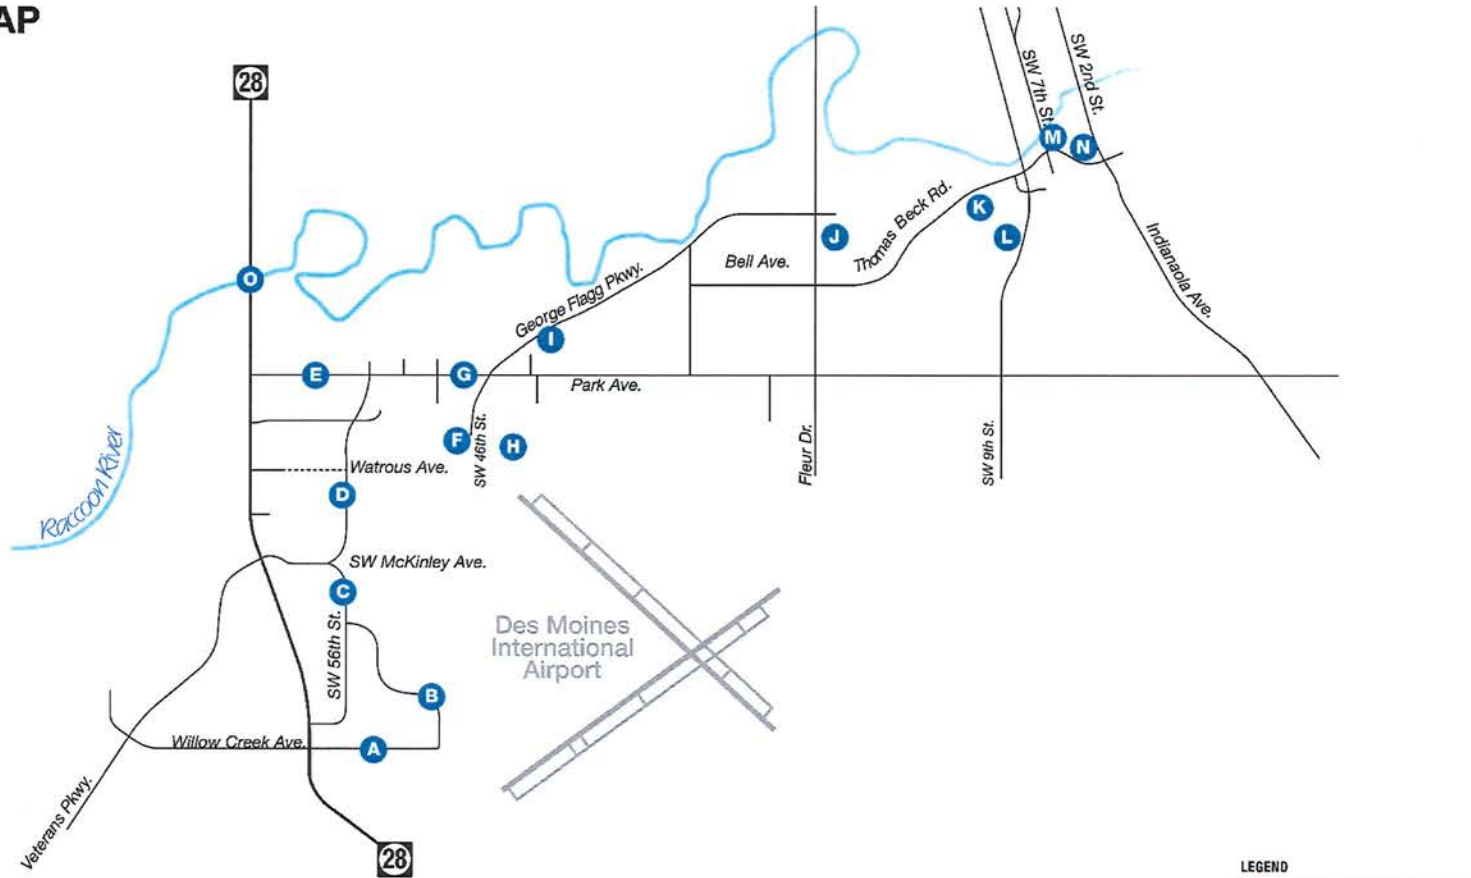 AP
28
SW 7th St.
SW 2nd St.
M
N
K
L
J
Thomas Beck Rd.
Indianaola Ave.
Bell Ave.
O
George Flagg Pkwy.
I
E
G
Park Ave.
F
SW 46th St.
H
Fleur Dr.
SW 9th St.
Raccoon River
Watrous Ave.
D
SW McKinley Ave.
C
SW 56th St.
Des Moines
International
Airport
B
Willow Creek Ave.
A
Veterans Pkwy.
28
LEGEND